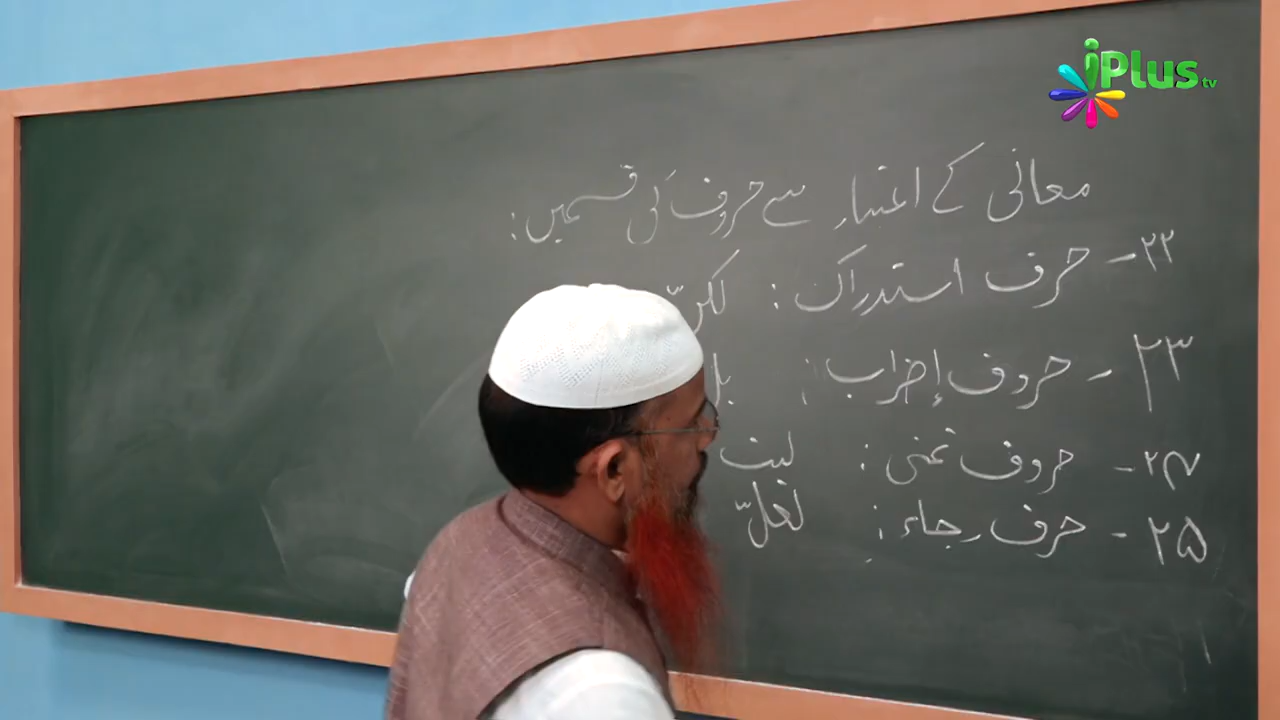 iPlus tv
معانی کے اعتبار سے حروف کی قسمیں:
۲۲- حرف استدراک : لکنّ
۲۳- حروف إضراب : بل
۲۴- حروف تمنی : لیت
۲۵- حرف رجاء : لعلّ